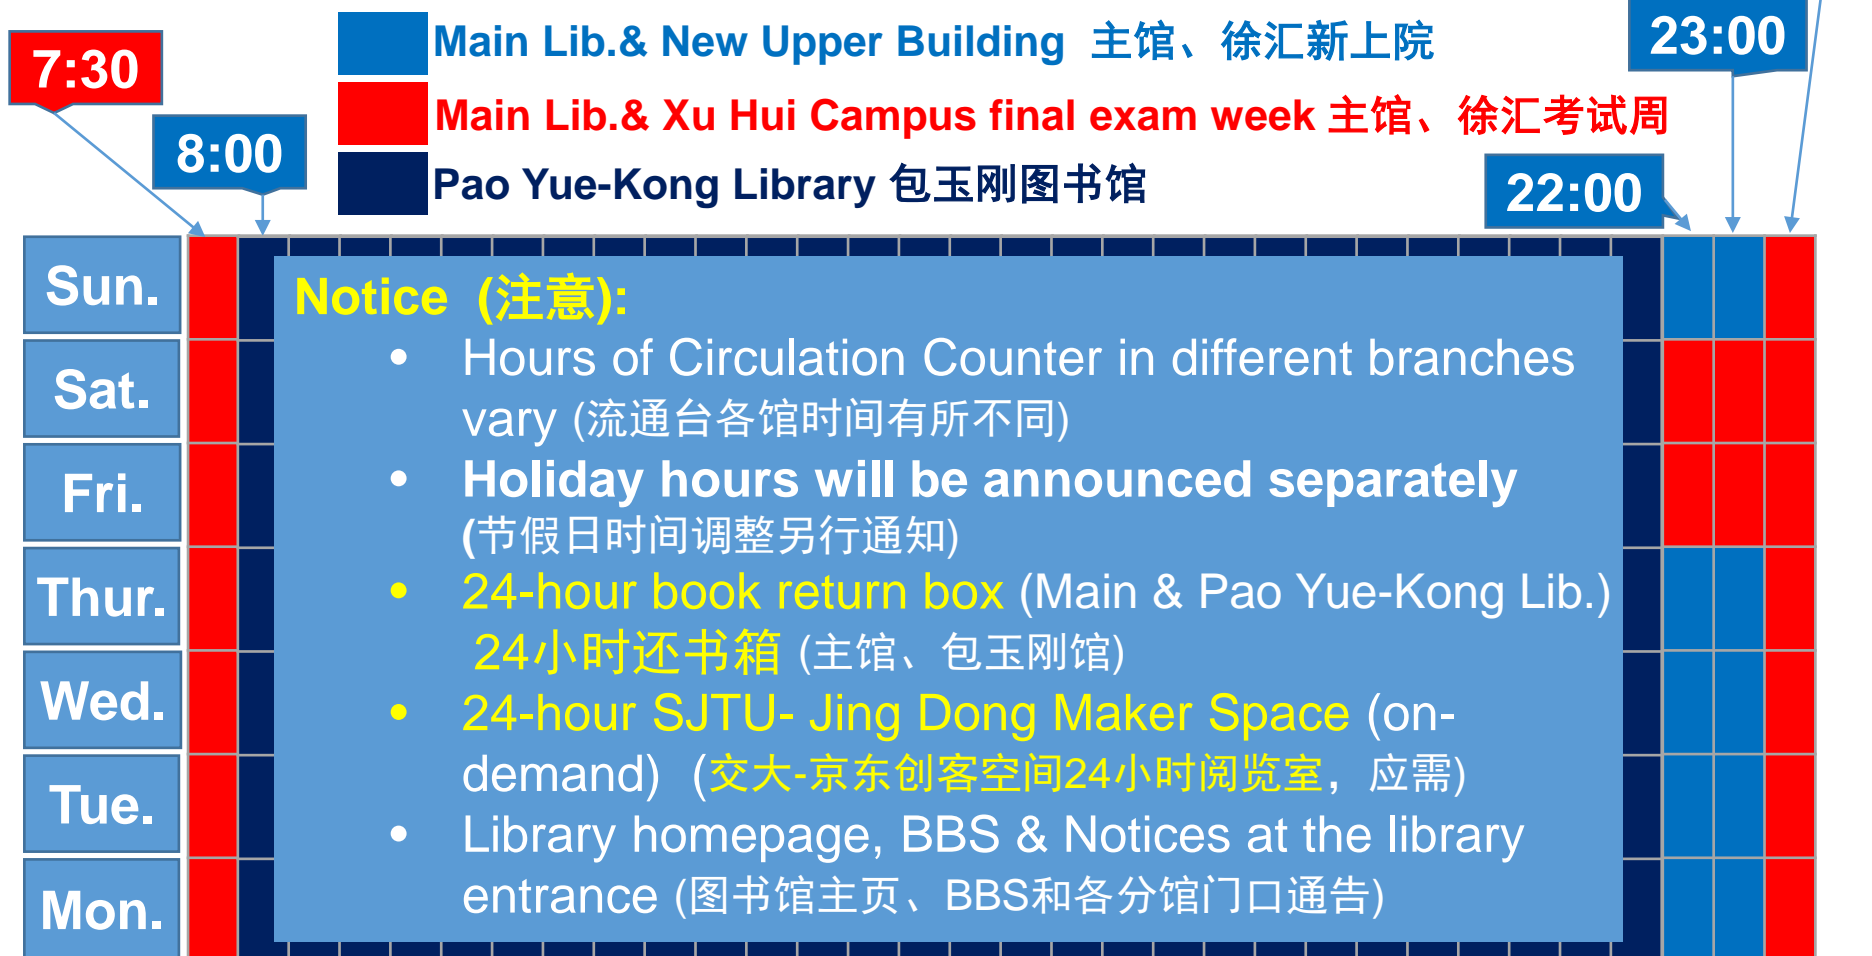 Main Lib.& New Upper Building 主馆、徐汇新上院
23:00
7:30
Main Lib.& Xu Hui Campus final exam week 主馆、徐汇考试周
8:00
Pao Yue-Kong Library 包玉刚图书馆
22:00
Sun.
Sat.
Fri.
Thur.
Wed.
Tue.
Mon.
Notice (注意):
• Hours of Circulation Counter in different branches
vary (流通台各馆时间有所不同)
• Holiday hours will be announced separately
(节假日时间调整另行通知)
• 24-hour book return box (Main & Pao Yue-Kong Lib.)
24小时还书箱 (主馆、包玉刚馆)
• 24-hour SJTU- Jing Dong Maker Space (on-
demand) (交大-京东创客空间24小时阅览室，应需)
• Library homepage, BBS & Notices at the library
entrance (图书馆主页、BBS和各分馆门口通告)